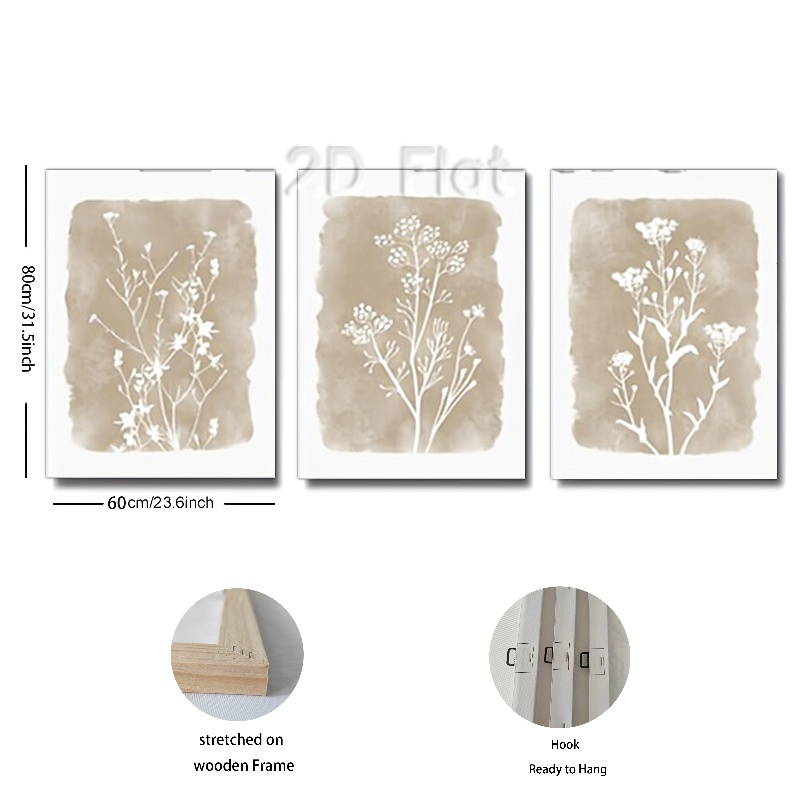 2D Flat
80cm/31.5inch
60cm/23.6inch
stretched on
wooden Frame
Hook
Ready to Hang